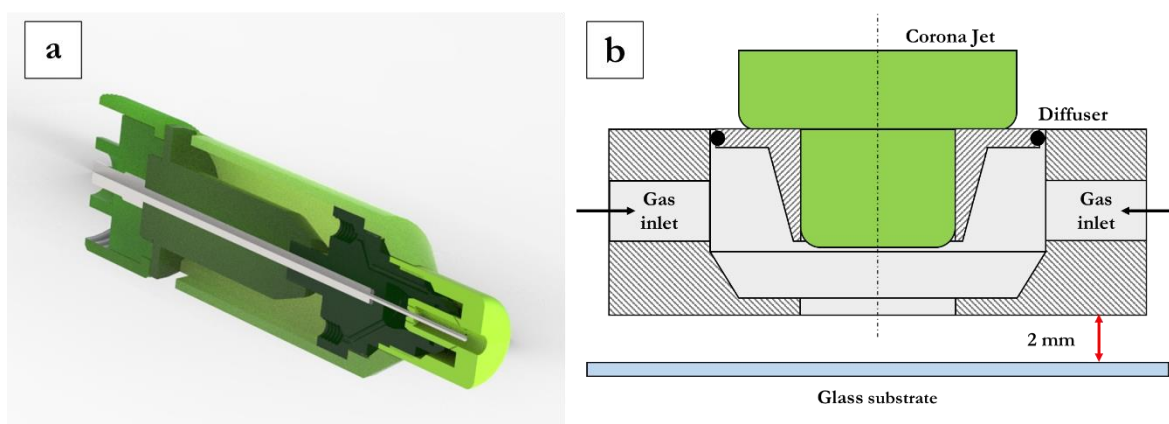 a
b
Corona Jet
Diffuser
Gas
inlet
Gas
inlet
2 mm
Glass substrate